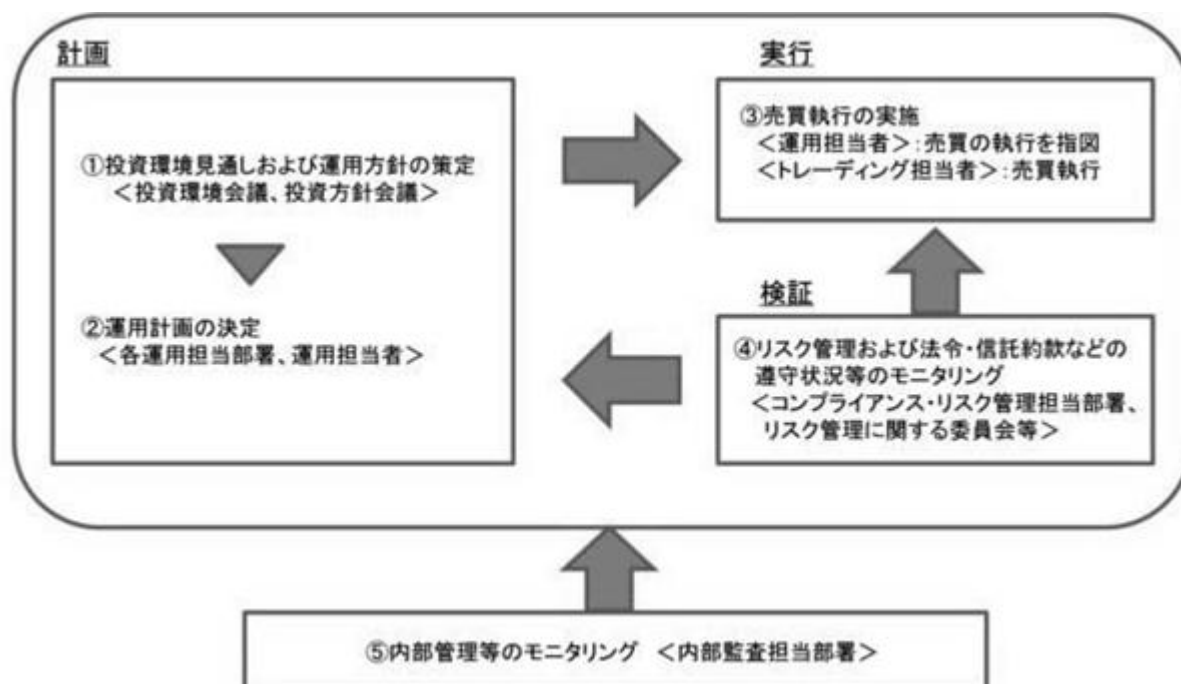 計画
①投資環境見通しおよび運用方針の策定
<投資環境会議、投資方針会議>
②運用計画の決定
<各運用担当部署、運用担当者>
実行
③売買執行の実施
<運用担当者>:売買の執行を指図
<トレーディング担当者>:売買執行
検証
④リスク管理および法令・信託約款などの
遵守状況等のモニタリング
<コンプライアンス・リスク管理担当部署、
リスク管理に関する委員会等>
⑤内部管理等のモニタリング <内部監査担当部署>